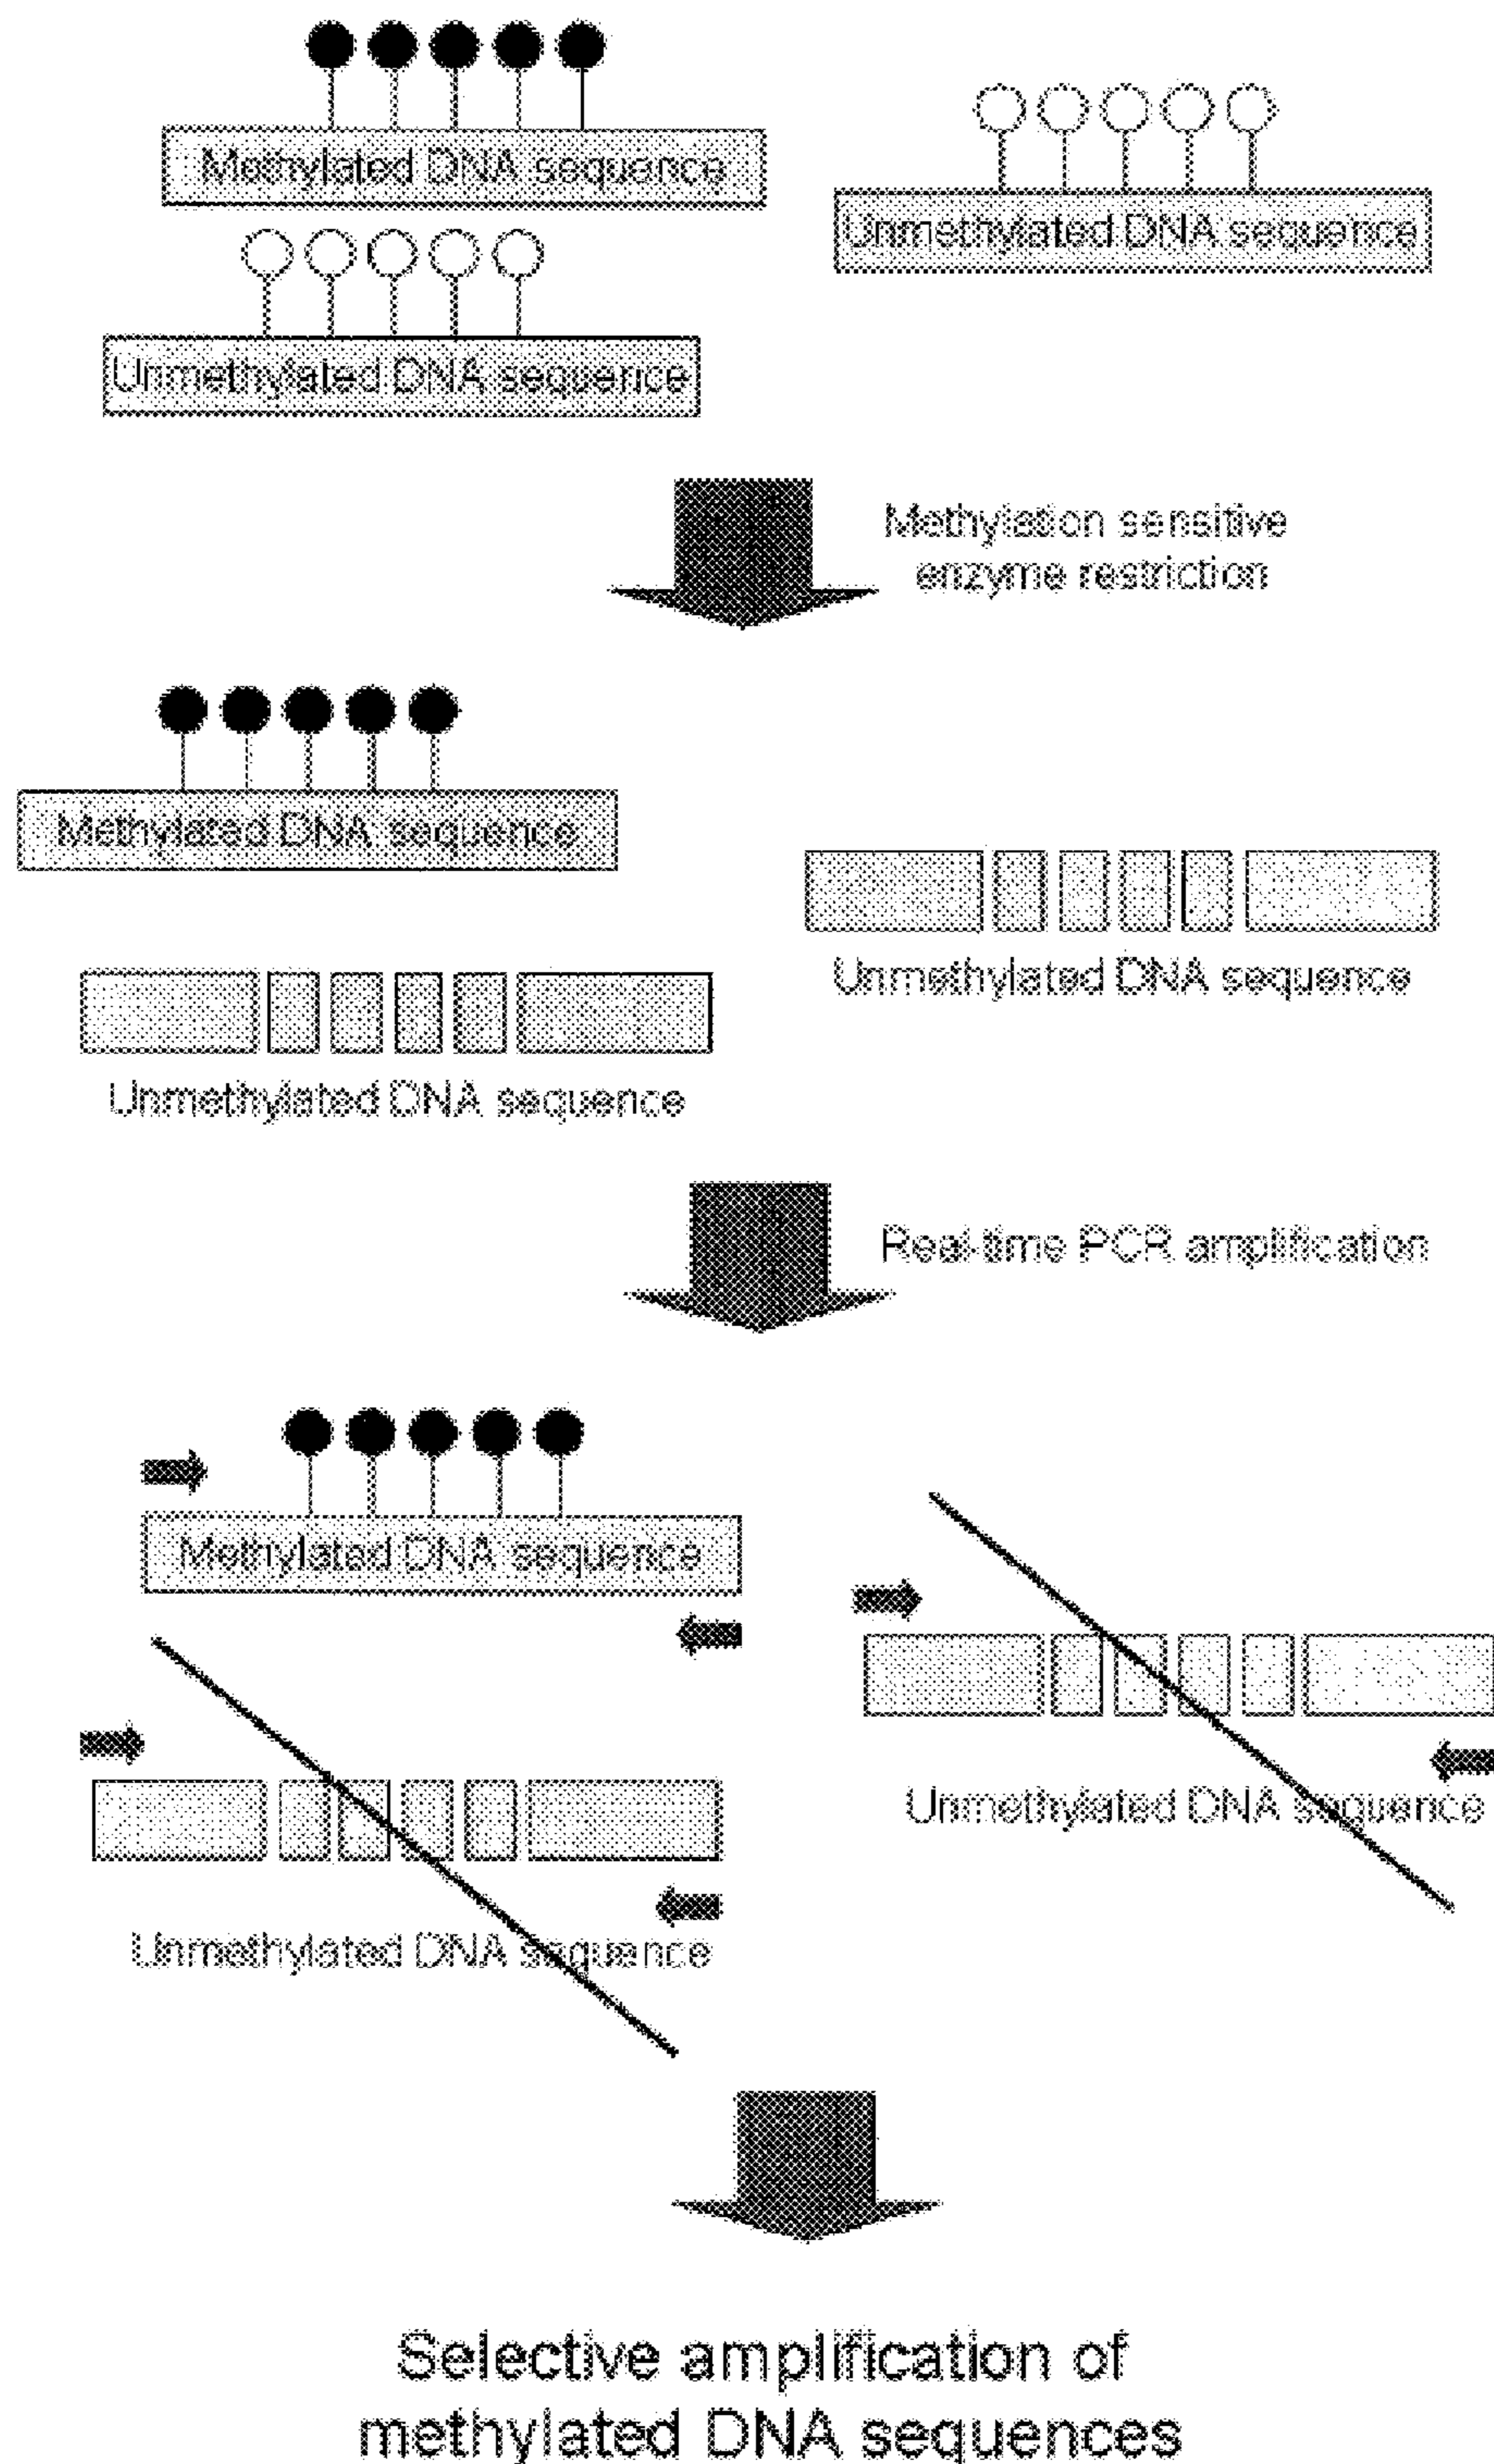 Methylated DNA sequence
Unmethylated DNA sequence
Unmethylated DNA sequence
Methylation sensitive
enzyme restriction
Methylated DNA sequence
Unmethylated DNA sequence
Unmethylated DNA sequence
Real-time PCR amplification
Methylated DNA sequence
Unmethylated DNA sequence
Unmethylated DNA sequence
Selective amplification of
methylated DNA sequences